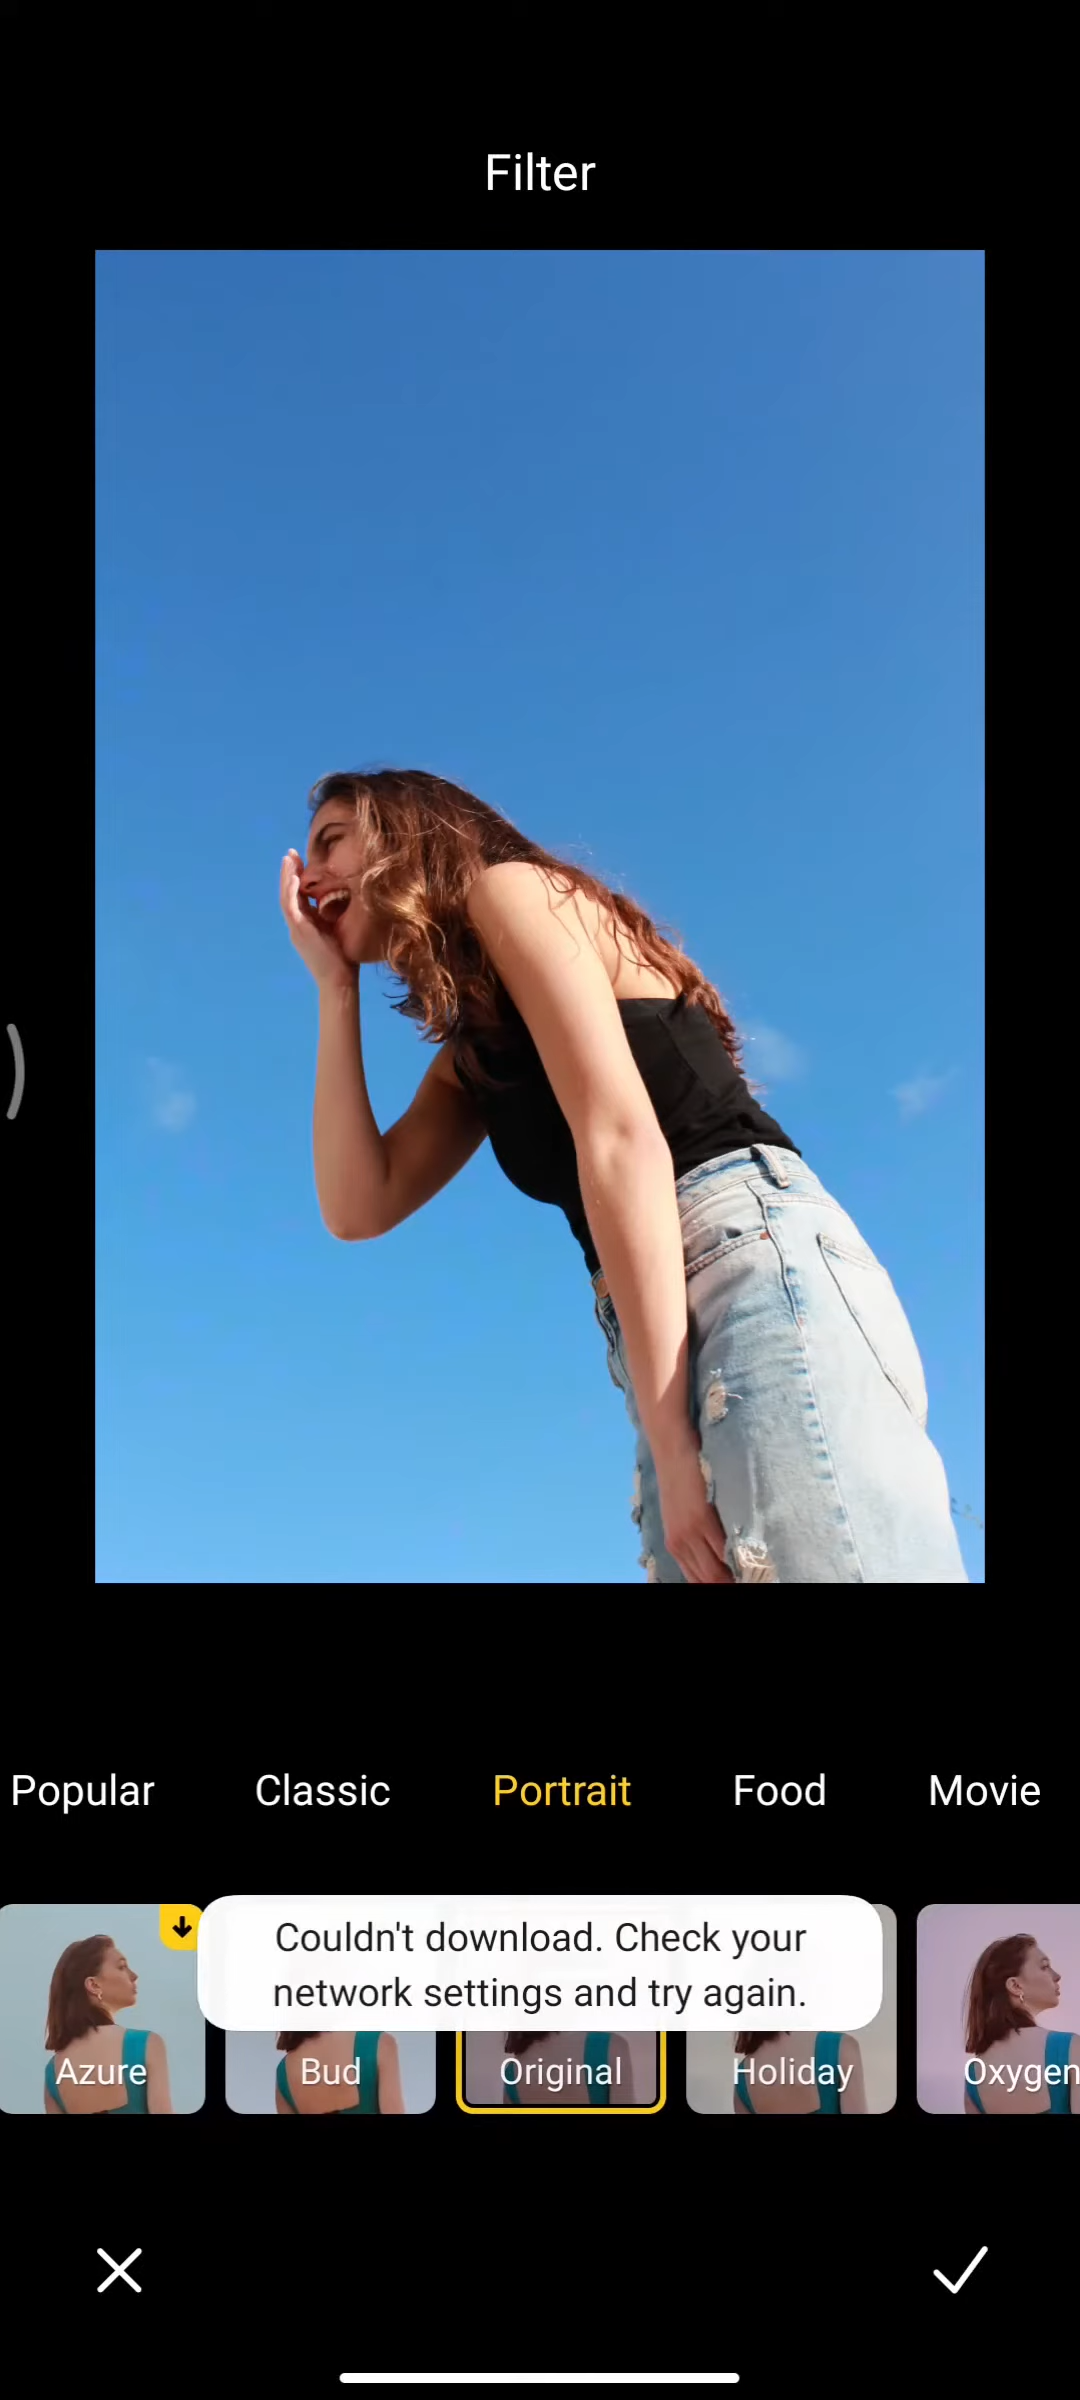 Filter
Popular Classic Portrait Food Movie
Couldn't download. Check your
network settings and try again.
Azure Bud Original Holiday Oxygen